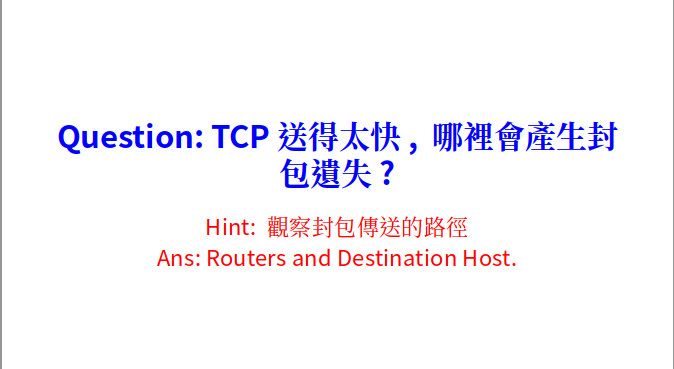 Question: TCP 送得太快 , 哪裡會產生封
包遺失 ?
Hint: 觀察封包傳送的路徑
Ans: Routers and Destination Host.